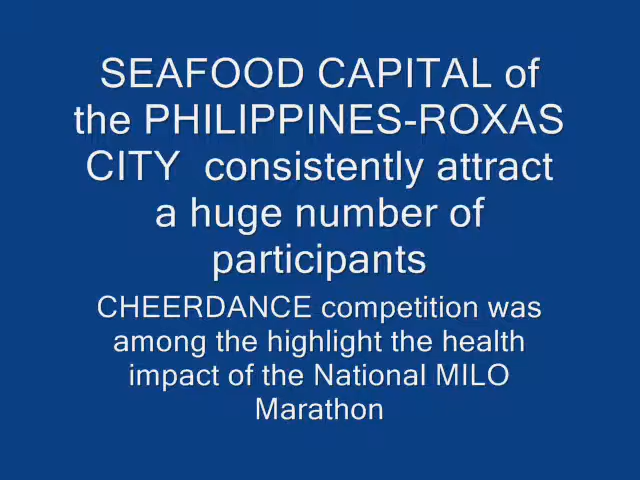 SEAFOOD CAPITAL of
the PHILIPPINES-ROXAS
CITY  consistently attract
a huge number of
participants
CHEERDANCE competition was
among the highlight the health
impact of the National MILO
Marathon